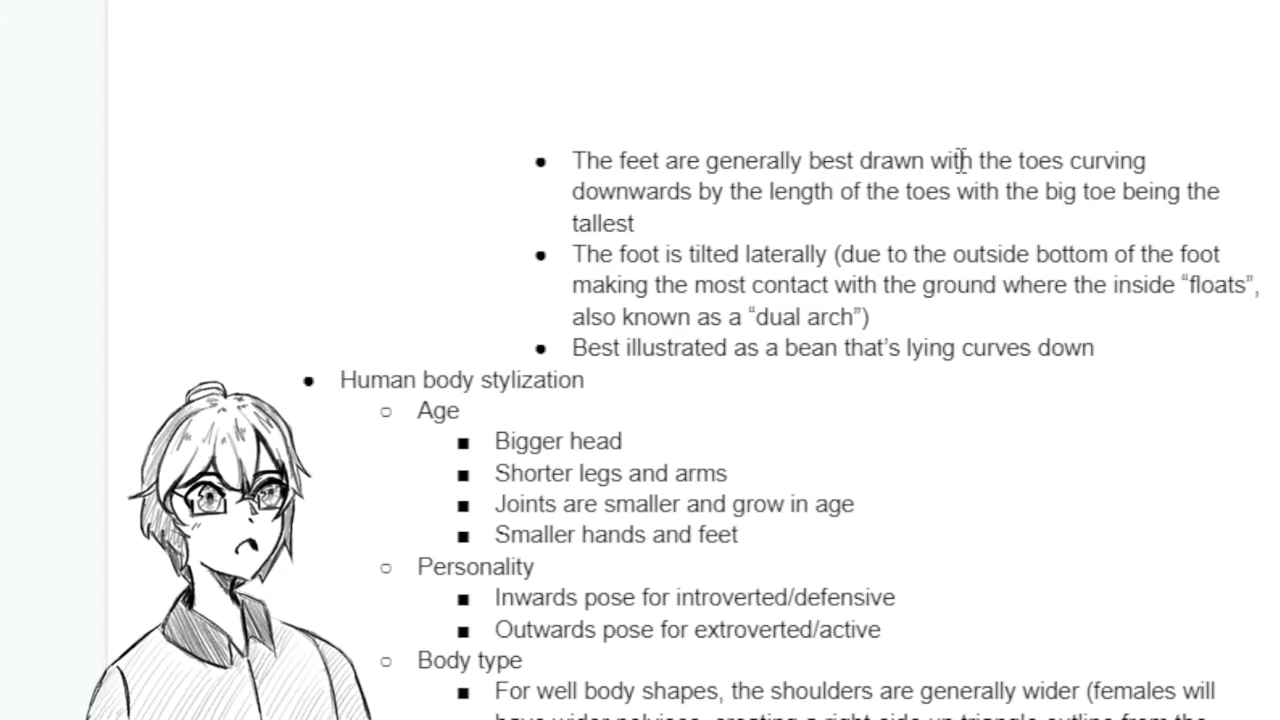 The feet are generally best drawn with the toes curving
downwards by the length of the toes with the big toe being the
tallest
The foot is tilted laterally (due to the outside bottom of the foot
making the most contact with the ground where the inside “floats”,
also known as a “dual arch”)
Best illustrated as a bean that’s lying curves down
Human body stylization
Age
Bigger head
Shorter legs and arms
Joints are smaller and grow in age
Smaller hands and feet
Personality
Inwards pose for introverted/defensive
Outwards pose for extroverted/active
Body type
For well body shapes, the shoulders are generally wider (females will